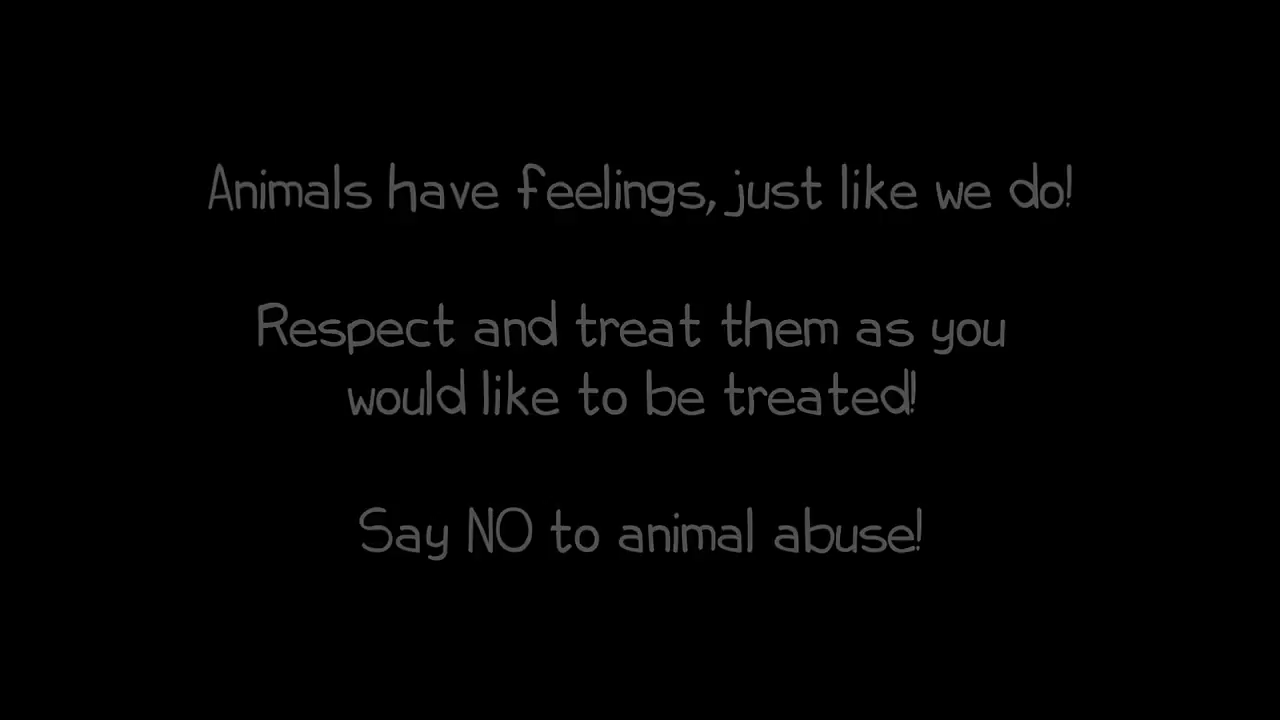 Animals have feelings, just like we do!
Respect and treat them as you
would like to be treated!
Say NO to animal abuse!